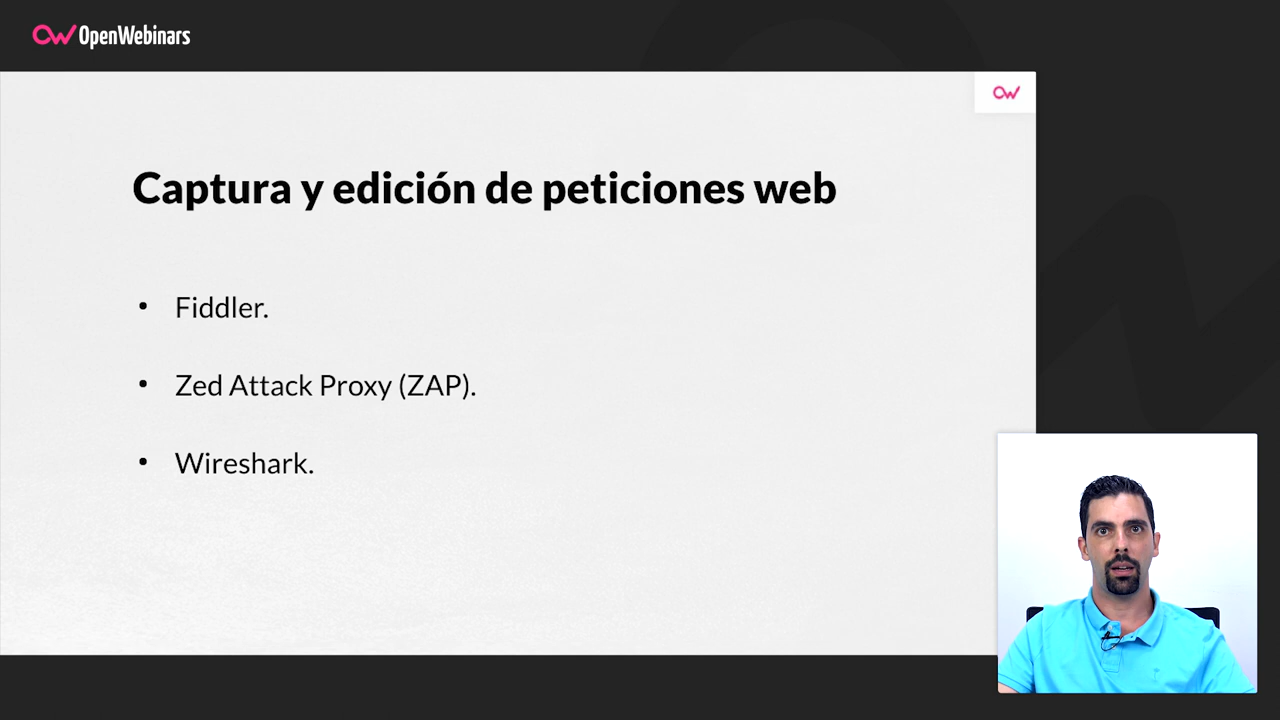 OpenWebinars
Captura y edición de peticiones web
• Fiddler.
• Zed Attack Proxy (ZAP).
• Wireshark.